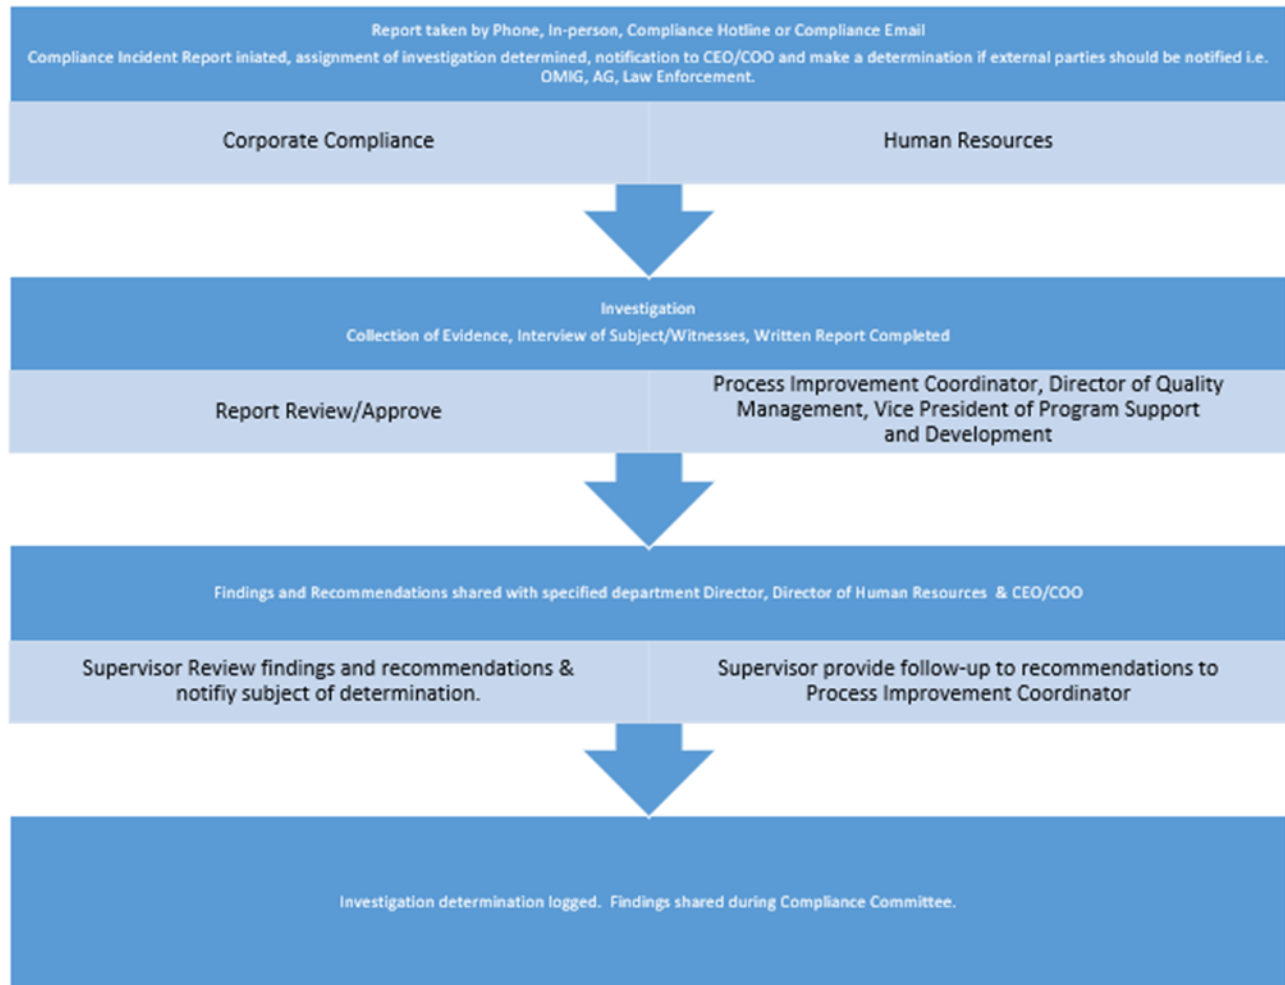 Report taken by Phone, In-person, Compliance Hotline or Compliance Email
Compliance Incident Report iniated, assignment of investigation determined, notification to CEO/COO and make a determination if external parties should be notified i.e.
OMIG, AG, Law Enforcement.
Corporate Compliance
Human Resources
Investigation
Collection of Evidence, Interview of Subject/Witnesses, Written Report Completed
Report Review/Approve
Process Improvement Coordinator, Director of Quality
Management, Vice President of Program Support
and Development
Findings and Recommendations shared with specified department Director, Director of Human Resources & CEO/COO
Supervisor Review findings and recommendations &
notifiy subject of determination.
Supervisor provide follow-up to recommendations to
Process Improvement Coordinator
Investigation determination logged. Findings shared during Compliance Committee.